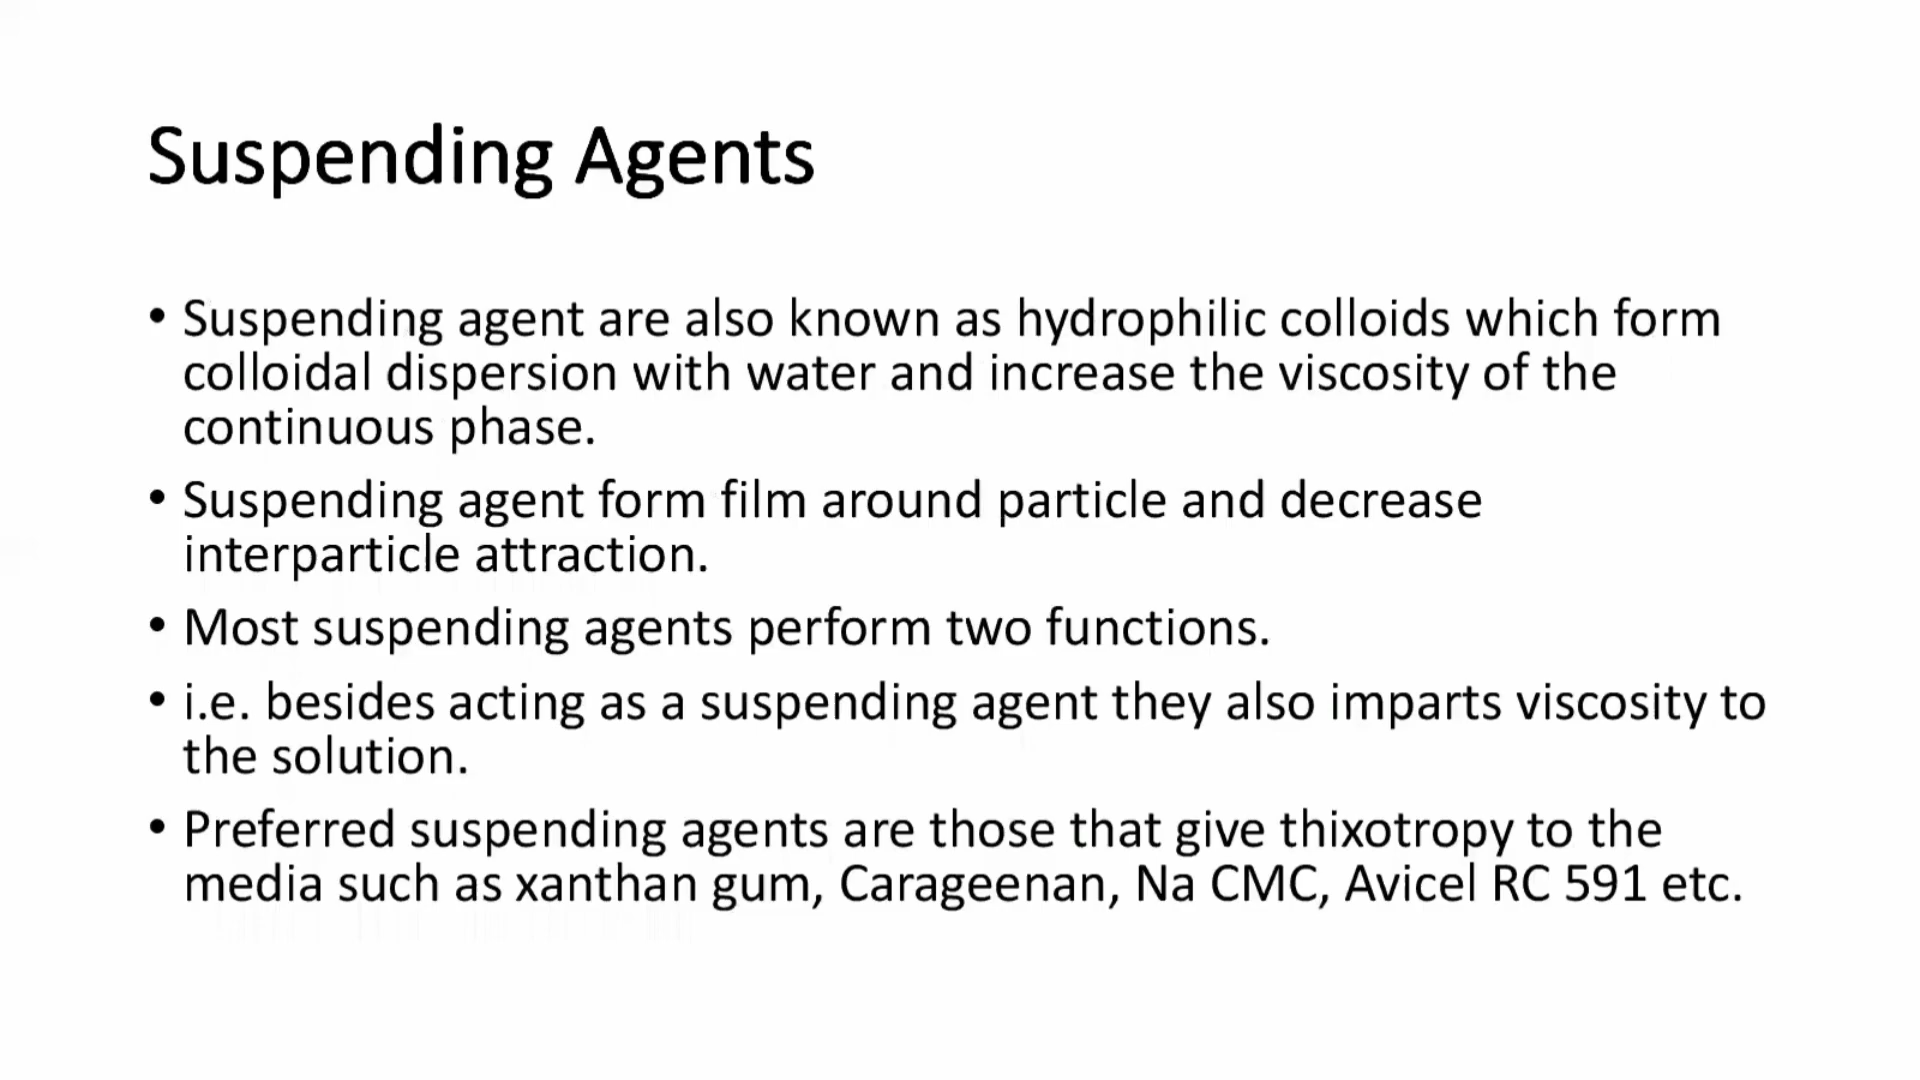 Suspending Agents
• Suspending agent are also known as hydrophilic colloids which form
colloidal dispersion with water and increase the viscosity of the
continuous phase.
• Suspending agent form film around particle and decrease
interparticle attraction.
• Most suspending agents perform two functions.
• i.e. besides acting as a suspending agent they also imparts viscosity to
the solution.
• Preferred suspending agents are those that give thixotropy to the
media such as xanthan gum, Carageenan, Na CMC, Avicel RC 591 etc.